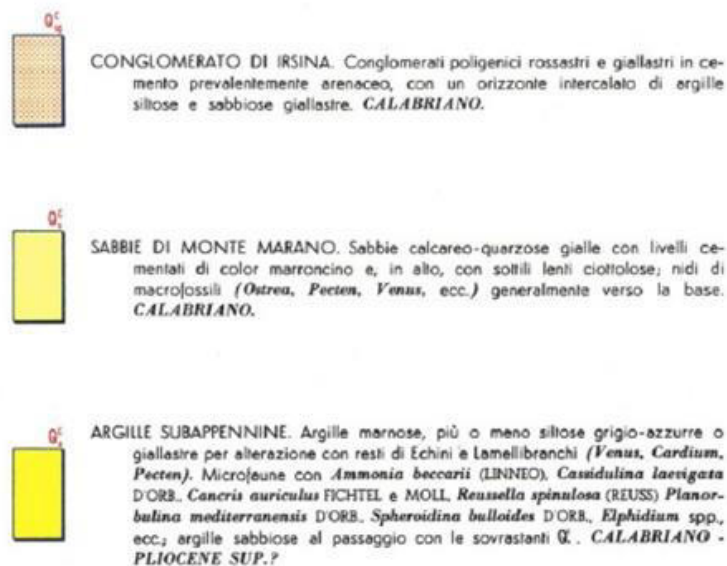 CONGLOMERATO DI IRSINA. Conglomerati poligenici rossastri e giallastri in ce-
mento prevalentemente arenaceo, con un orizzonte intercalato di argille
siltose e sabbiose giallastre. CALABRIANO.
SABBIE DI MONTE MARANO. Sabbie calcareo-quarzose gialle con livelli ce-
mentati di color marroncino e, in alto, con sottili lenti ciottolose; nidi di
macrofossili (Ostrea, Pecten, Venus, ecc.) generalmente verso la base.
CALABRIANO.
ARGILLE SUBAPPENNINE. Argille marnose, più o meno siltose grigio-azzurre o
giallastre per alterazione con resti di Echini e Lamellibranchi (Venus, Cardium,
Pecten). Microfaune con Ammonia beccarii (LINNEO), Cassidulina laevigata
D'ORB., Cancris auriculus FICHTEL e MOLL, Reussella spinulosa (REUSS) Planor-
bulina mediterranensis D'ORB., Spheroidina bulloides D'ORB., Elphidium spp.,
ecc.; argille sabbiose al passaggio con le sovrastanti . CALABRIANO -
PLIOCENE SUP.?